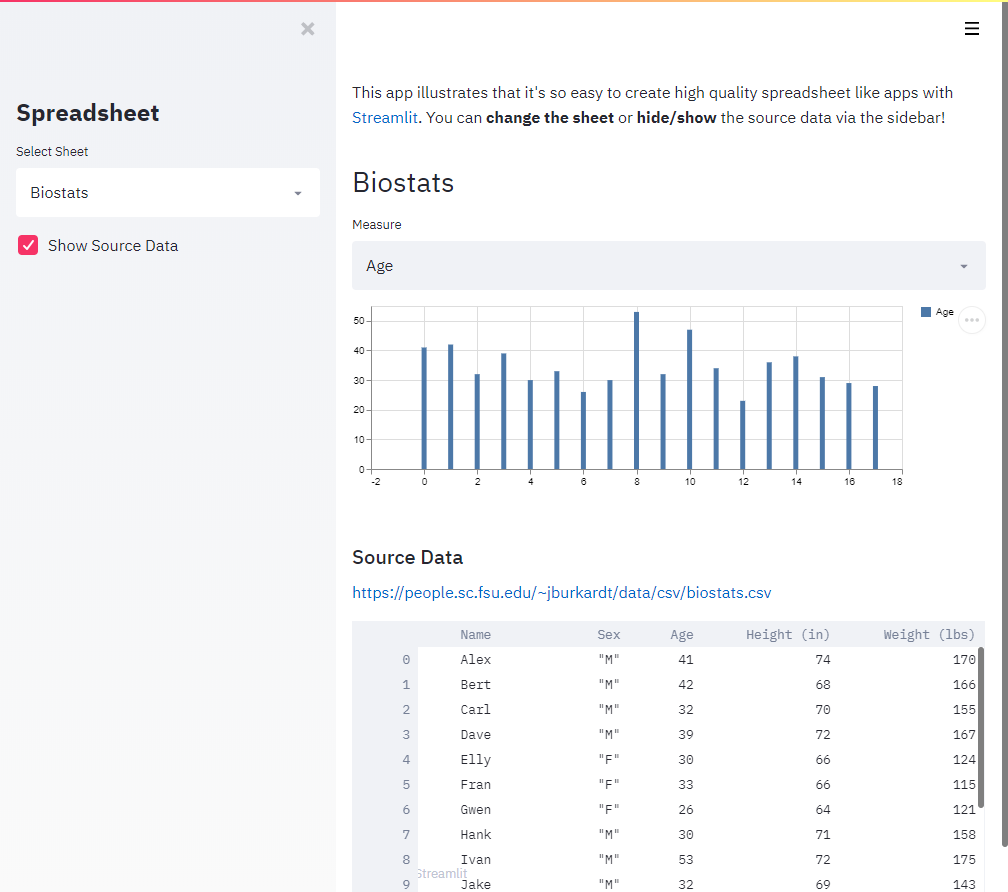 Spreadsheet
Select Sheet
Biostats
Show Source Data
This app illustrates that it's so easy to create high quality spreadsheet like apps with
Streamlit. You can change the sheet or hide/show the source data via the sidebar!
Biostats
Measure
Age
50
40
30
20
10
0
-2 0 2 4 6 8 10 12 14 16 18
Age
Source Data
https://people.sc.fsu.edu/~jburkardt/data/csv/biostats.csv
Name Sex Age Height (in) Weight (lbs)
0 Alex "M" 41 74 170
1 Bert "M" 42 68 166
2 Carl "M" 32 70 155
3 Dave "M" 39 72 167
4 Elly "F" 30 66 124
5 Fran "F" 33 66 115
6 Gwen "F" 26 64 121
7 Hank "M" 30 71 158
8 Ivan "M" 53 72 175
Streamlit
9 Jake "M" 32 69 143